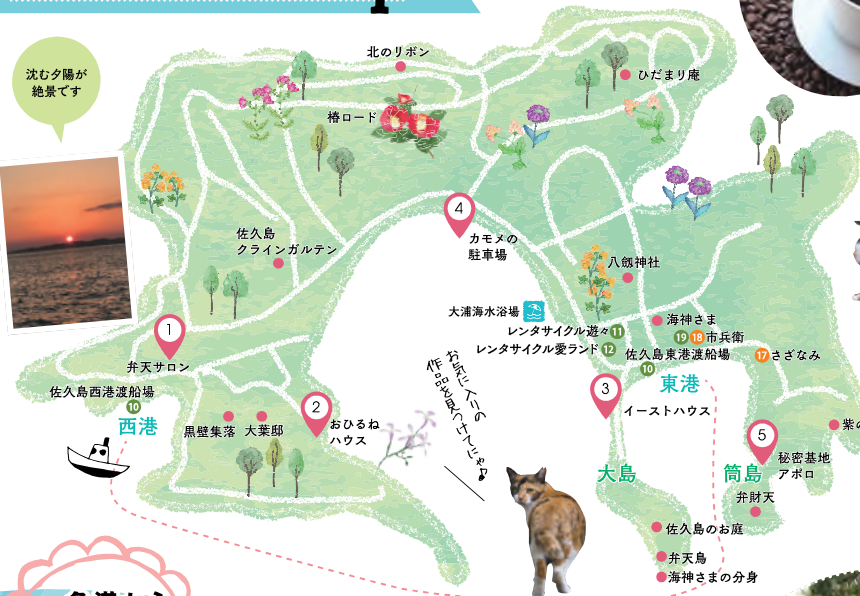 沈む夕陽が
絶景です
北のリボン
ひだまり庵
椿ロード
4
カモメの
駐車場
佐久島
クラインガルテン
八劔神社
大浦海水浴場
海神さま
レンタサイクル遊々11
19 18 市兵衛
レンタサイクル愛ランド12
佐久島東港渡船場
10
17 さざなみ
1
弁天サロン
東港
佐久島西港渡船場
10
西港
お気に入りの
作品を見つけてにゃ♪
3
イーストハウス
2
おひるね
ハウス
黒壁集落
大葉邸
5
秘密基地
アポロ
紫の
大島
筒島
弁財天
佐久島のお庭
弁天鳥
海神さまの分身